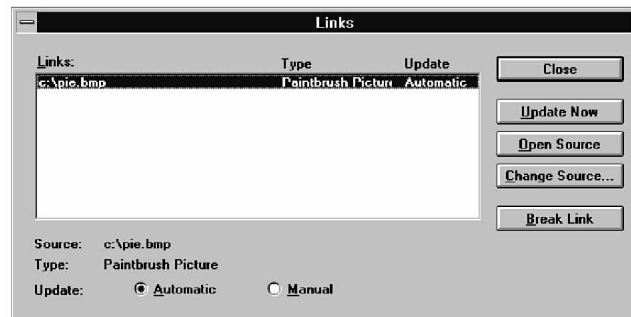 Links
Links: Type Update
c:\pie.bmp Paintbrush Picture Automatic
Close
Update Now
Open Source
Change Source...
Break Link
Source: c:\pie.bmp
Type: Paintbrush Picture
Update: Automatic Manual